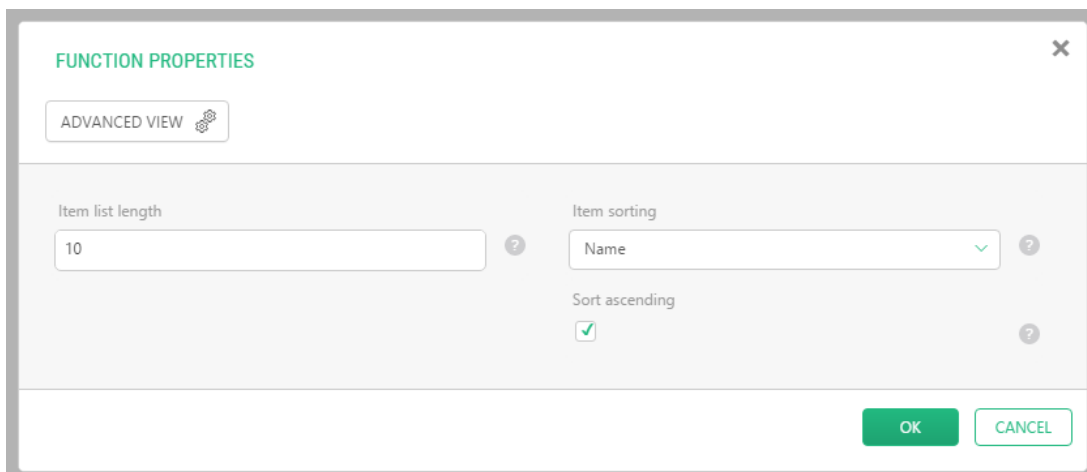 FUNCTION PROPERTIES
ADVANCED VIEW
Item list length
10
?
Item sorting
Name
?
Sort ascending
?
OK
CANCEL